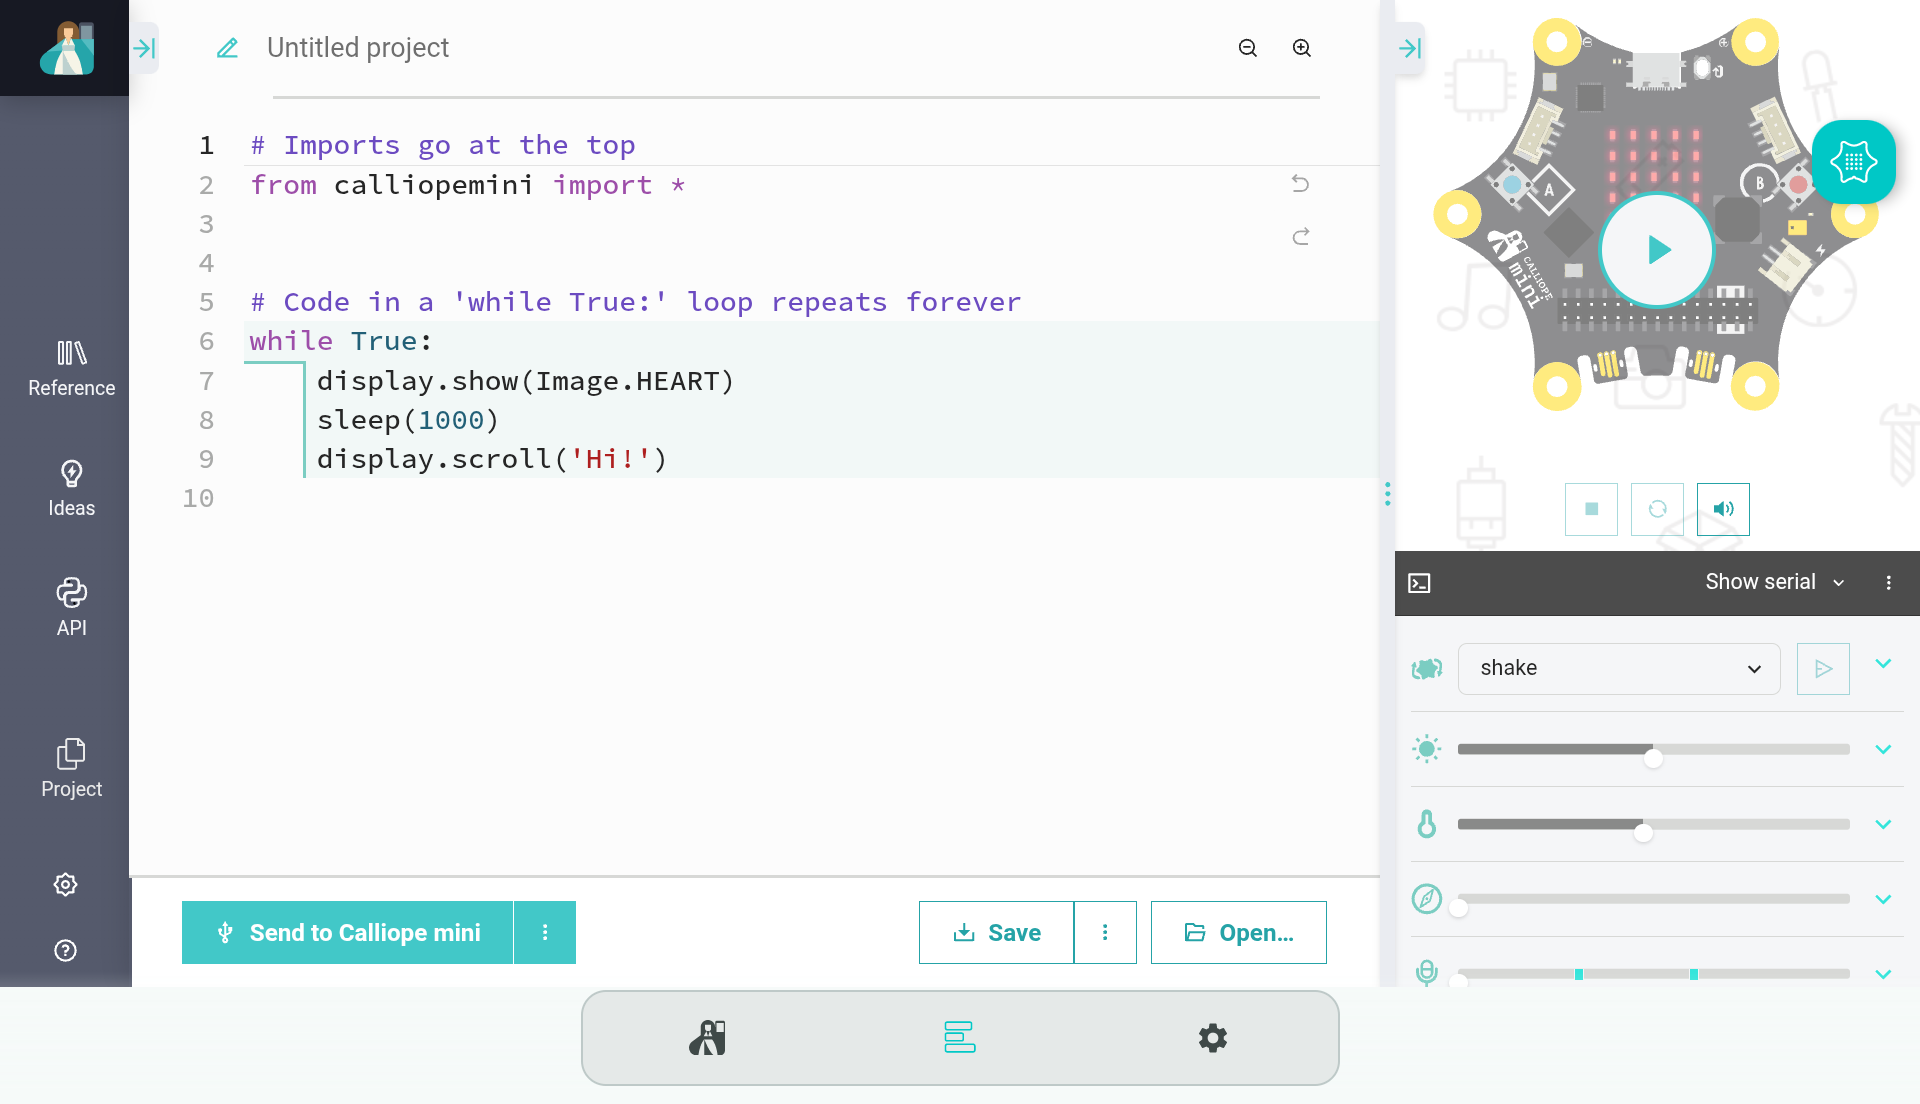 Untitled project
1 # Imports go at the top
2 from calliopemini import *
3
4
5 # Code in a 'while True:' loop repeats forever
6 while True:
7 display.show(Image.HEART)
8 sleep(1000)
9 display.scroll('Hi!')
10
Reference
Ideas
API
Project
Send to Calliope mini
Save
Open...
A
B
CALLIOPE
mini
Show serial
shake